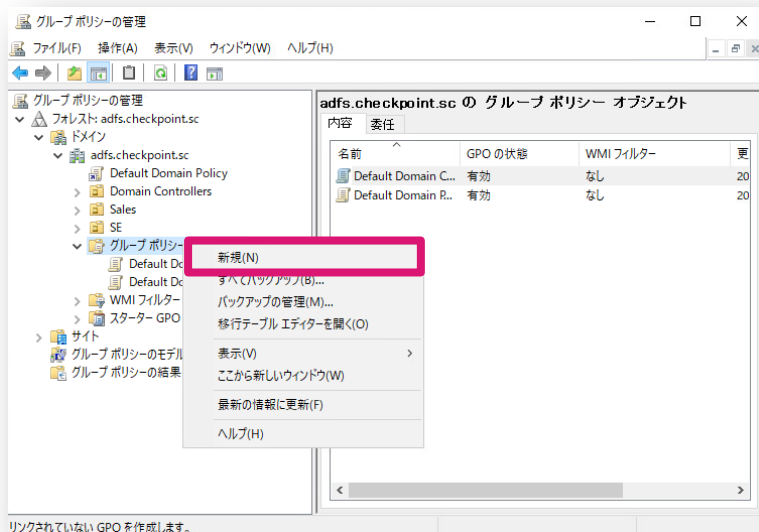 グループ ポリシーの管理
ファイル(F) 操作(A) 表示(V) ウィンドウ(W) ヘルプ(H)
グループ ポリシーの管理
フォレスト: adfs.checkpoint.sc
ドメイン
adfs.checkpoint.sc
Default Domain Policy
Domain Controllers
Sales
SE
グループ ポリシー
Default Do
Default Do
WMI フィルター
スターター GPO
サイト
グループ ポリシーのモデル
グループ ポリシーの結果
新規(N)
すべてバックアップ(B)...
バックアップの管理(M)...
移行テーブル エディターを開く(O)
表示(V)
ここから新しいウィンドウ(W)
最新の情報に更新(F)
ヘルプ(H)
adfs.checkpoint.sc の グループ ポリシー オブジェクト
内容 委任
名前 GPO の状態 WMI フィルター 更
Default Domain C... 有効 なし 20
Default Domain P... 有効 なし 20
リンクされていない GPO を作成します。